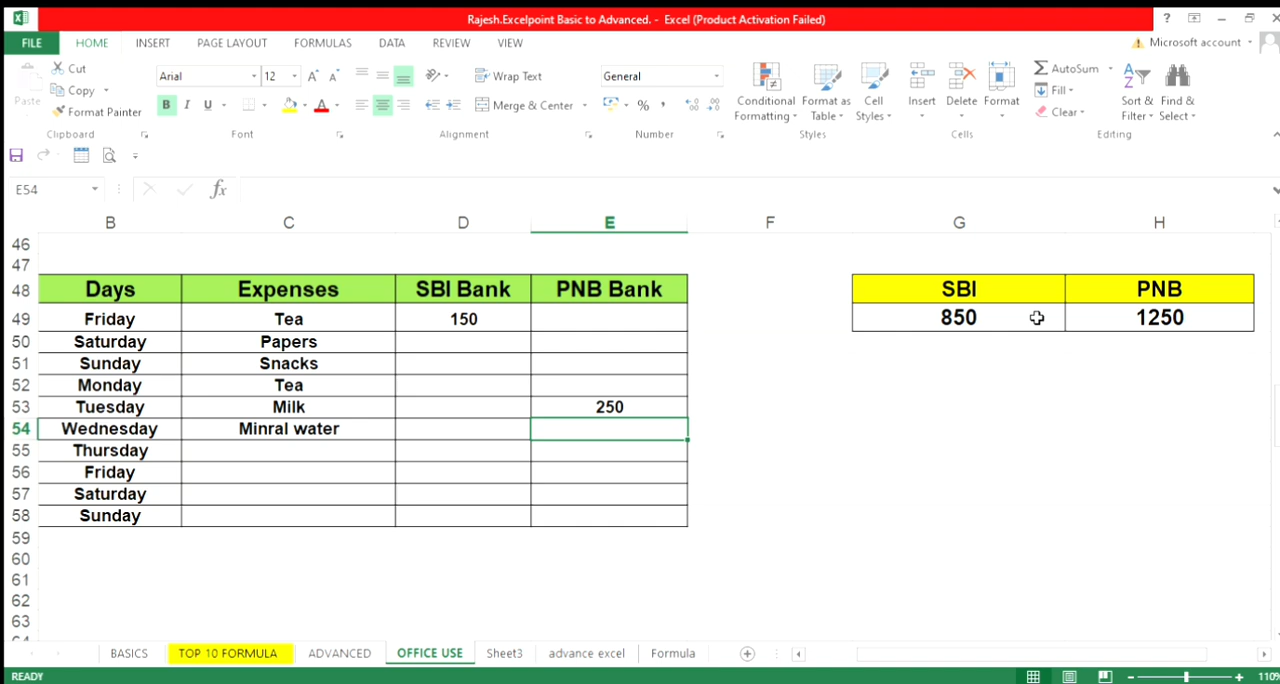 Rajesh.Excelpoint Basic to Advanced. - Excel (Product Activation Failed)
FILE HOME INSERT PAGE LAYOUT FORMULAS DATA REVIEW VIEW Microsoft account
Cut
Copy
Format Painter
Paste
Clipboard
Arial 12
B I U
Font
Wrap Text
Merge & Center
Alignment
General
%
Number
Conditional Formatting
Format as Table
Cell Styles
Styles
Insert Delete Format
Cells
AutoSum
Fill
Clear
Sort & Filter
Find & Select
Editing
E54 fx
B C D E F G H
46
47
48 Days Expenses SBI Bank PNB Bank SBI PNB
49 Friday Tea 150 850 1250
50 Saturday Papers
51 Sunday Snacks
52 Monday Tea
53 Tuesday Milk 250
54 Wednesday Minral water
55 Thursday
56 Friday
57 Saturday
58 Sunday
59
60
61
62
63
BASICS TOP 10 FORMULA ADVANCED OFFICE USE Sheet3 advance excel Formula
READY 110%